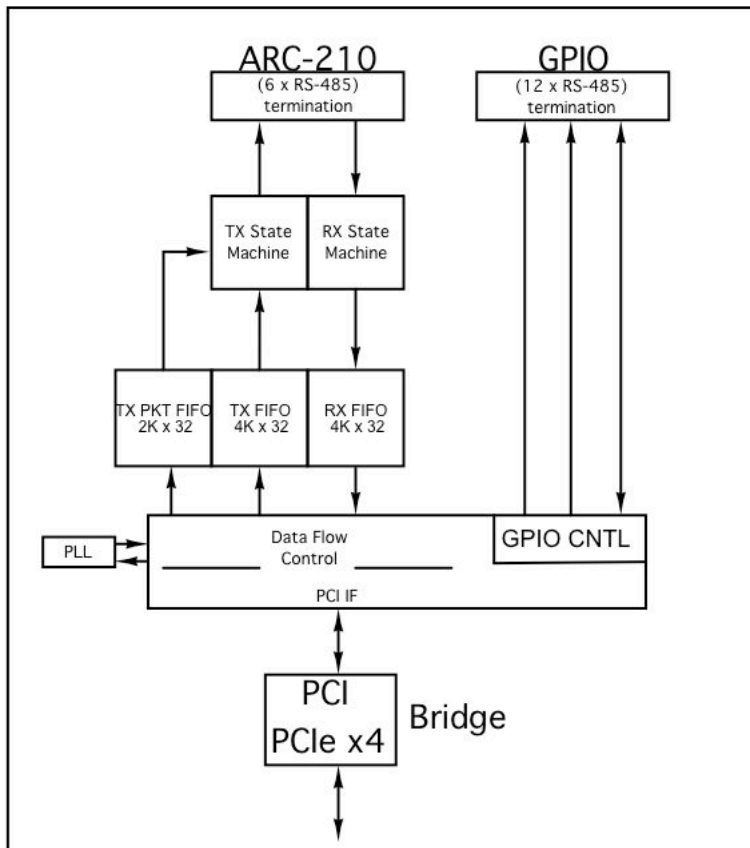 ARC-210
(6 x RS-485)
termination
GPIO
(12 x RS-485)
termination
TX State
Machine
RX State
Machine
TX PKT FIFO
2K x 32
TX FIFO
4K x 32
RX FIFO
4K x 32
PLL
Data Flow
Control
GPIO CNTL
PCI IF
PCI
PCIe x4
Bridge